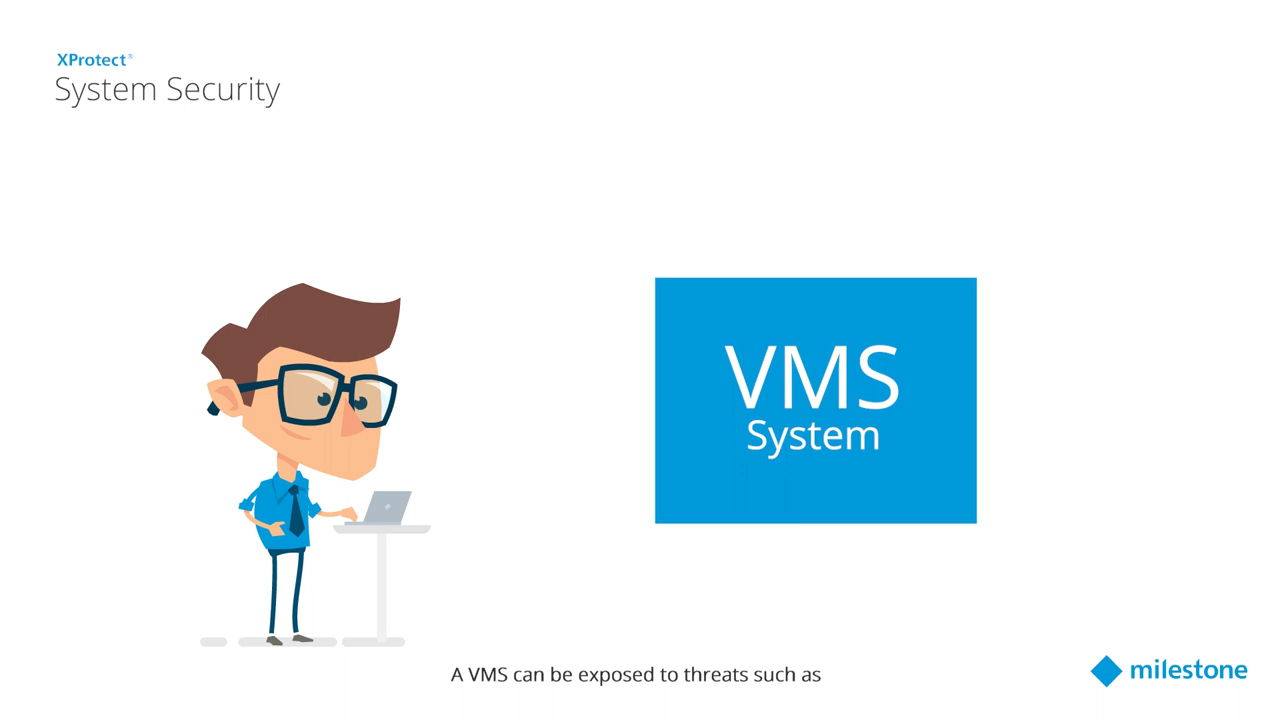 XProtect®
System Security
VMS
System
A VMS can be exposed to threats such as
milestone